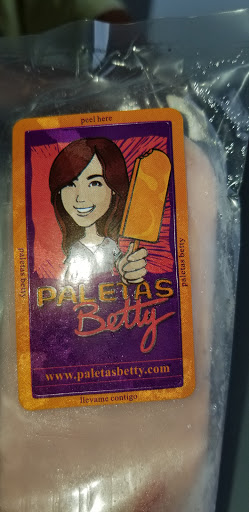 peel here
paletas betty
paletas betty
PALETAS
Betty
www.paletasbetty.com
llevame contigo